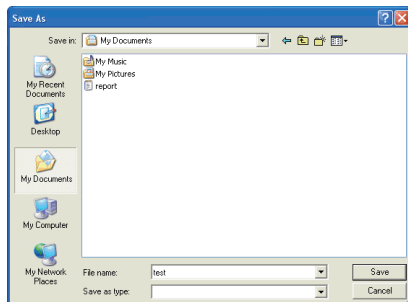 Save As
Save in: My Documents
My Recent
Documents
Desktop
My Documents
My Computer
My Network
Places
My Music
My Pictures
report
File name: test Save
Save as type: Cancel